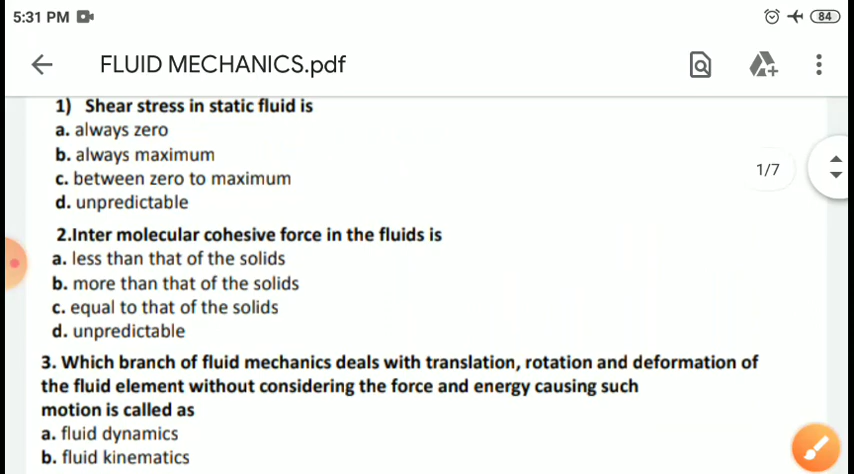 5:31 PM
84
FLUID MECHANICS.pdf
1) Shear stress in static fluid is
a. always zero
b. always maximum
1/7
c. between zero to maximum
d. unpredictable
2.Inter molecular cohesive force in the fluids is
a. less than that of the solids
b. more than that of the solids
c. equal to that of the solids
d. unpredictable
3. Which branch of fluid mechanics deals with translation, rotation and deformation of
the fluid element without considering the force and energy causing such
motion is called as
a. fluid dynamics
b. fluid kinematics